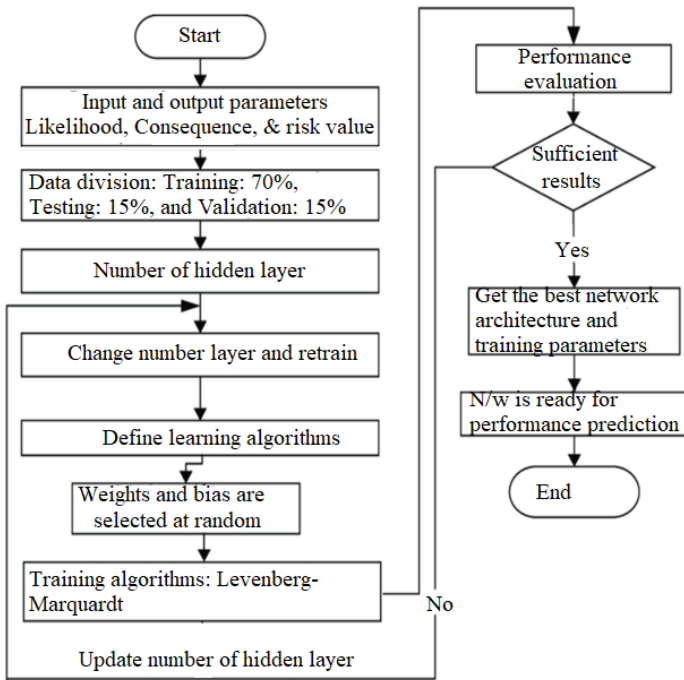 Start
Input and output parameters
Likelihood, Consequence, & risk value
Data division: Training: 70%,
Testing: 15%, and Validation: 15%
Number of hidden layer
Change number layer and retrain
Define learning algorithms
Weights and bias are
selected at random
Training algorithms: Levenberg-
Marquardt
Update number of hidden layer
No
Performance
evaluation
Sufficient
results
Yes
Get the best network
architecture and
training parameters
N/w is ready for
performance prediction
End